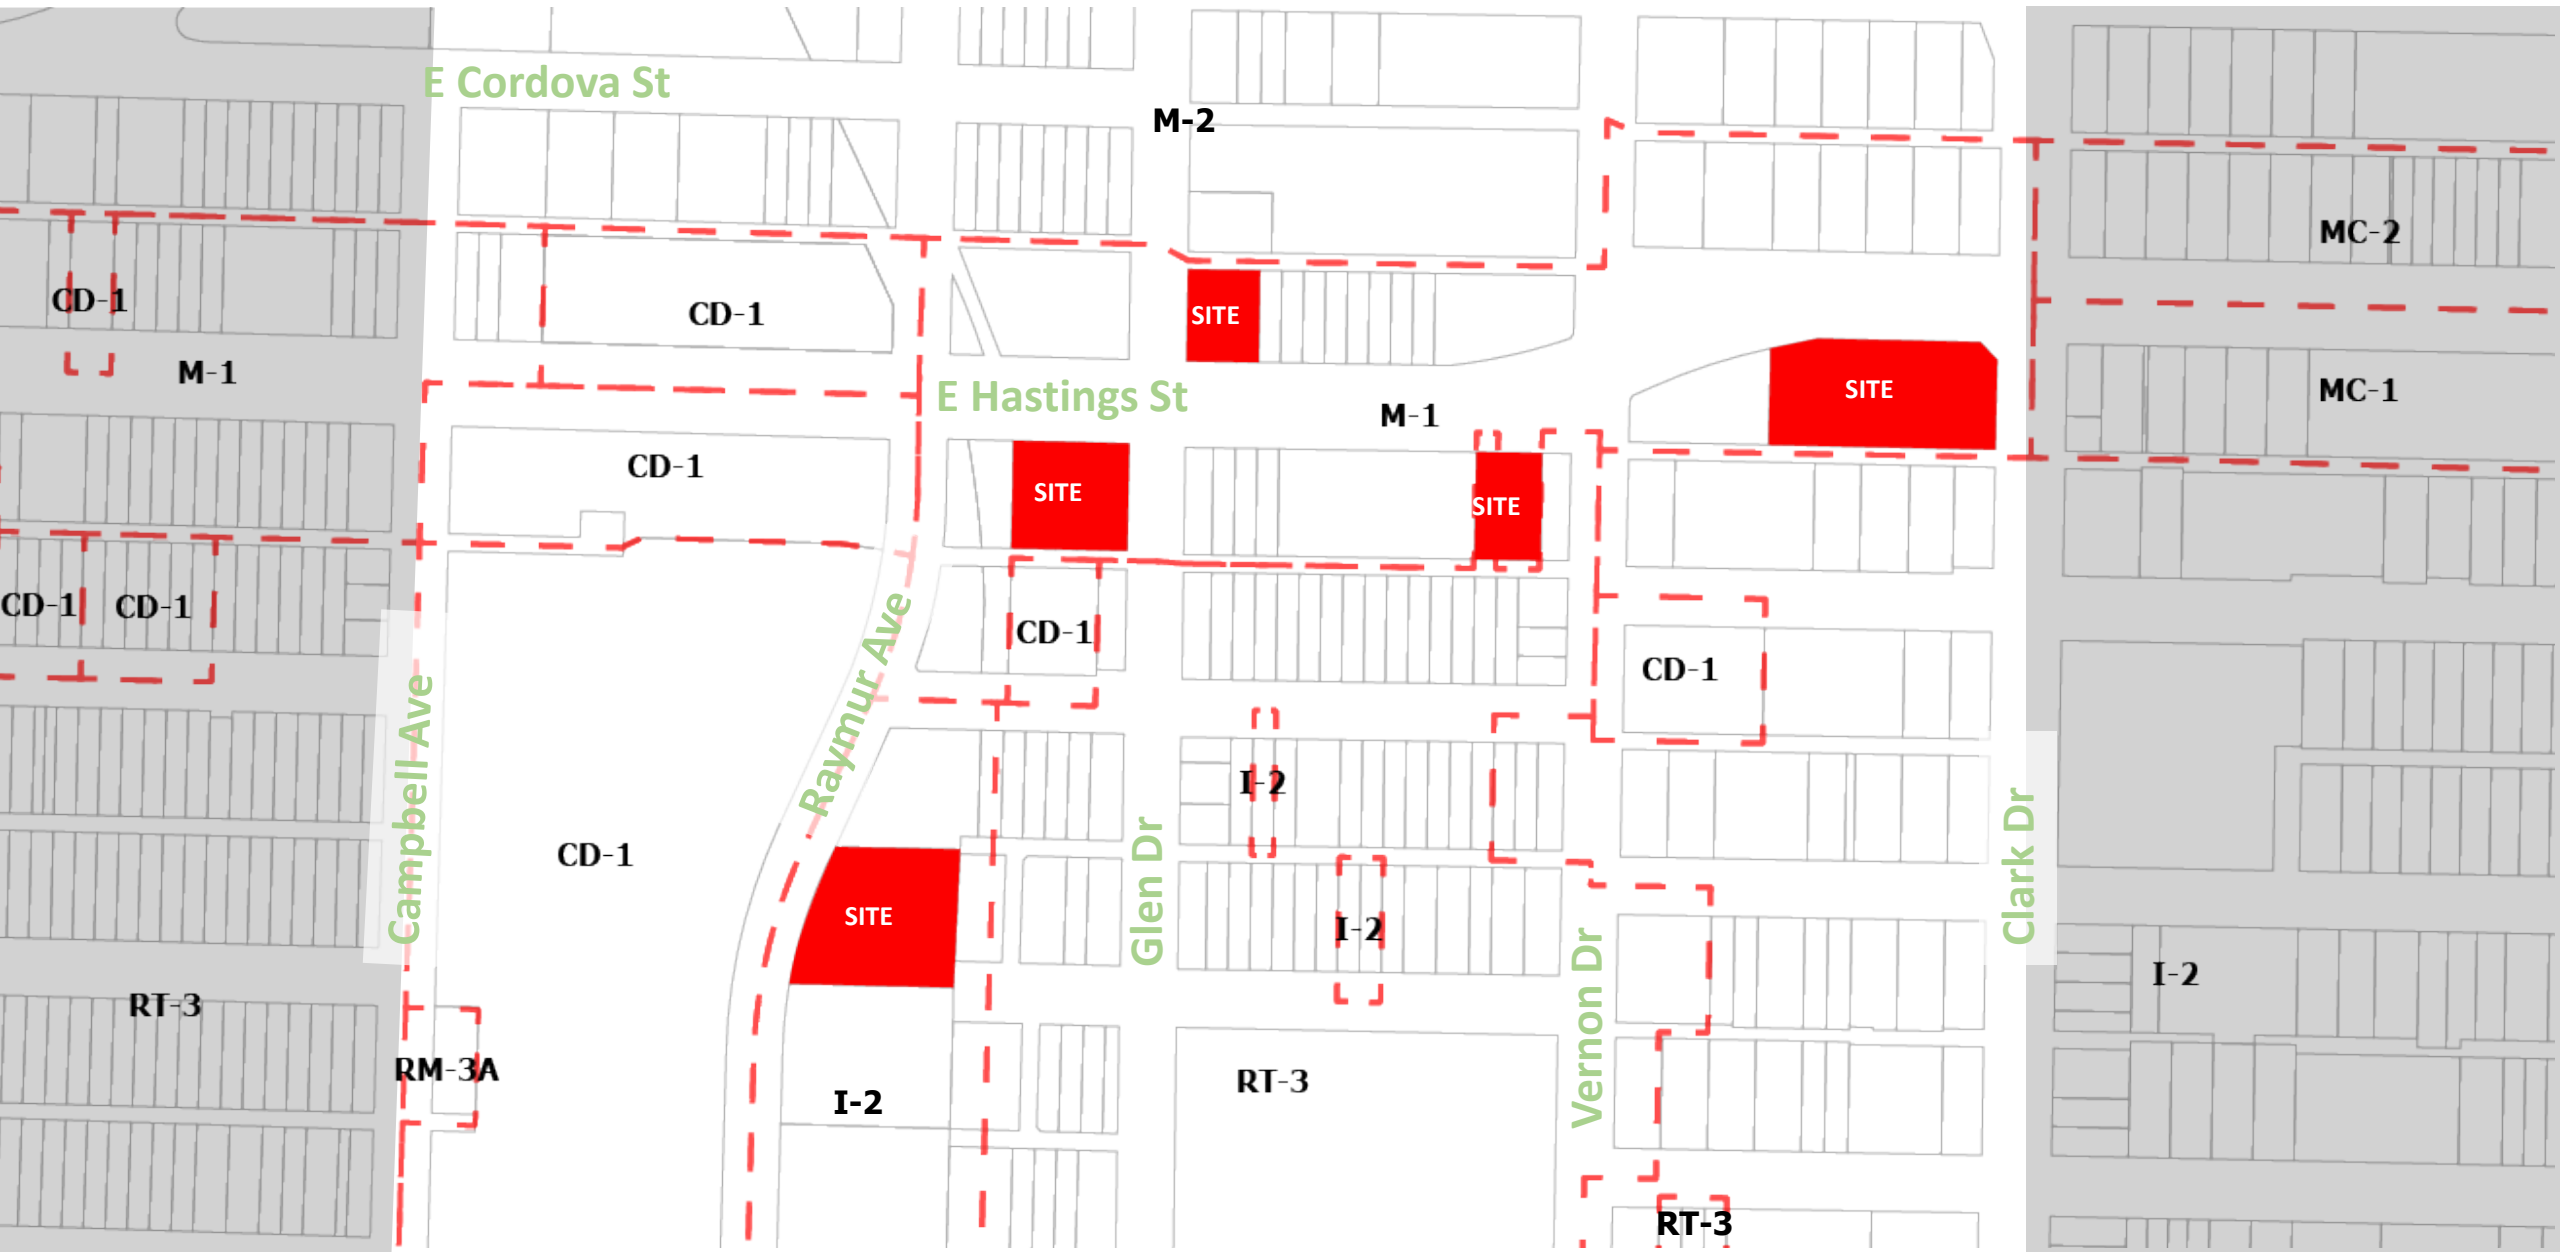 E Cordova St
M-2
MC-2
CD-1
CD-1
SITE
M-1
SITE
MC-1
E Hastings St
M-1
CD-1
SITE
SITE
CD-1
CD-1
CD-1
CD-1
Raymur Ave
I-2
Campbell Ave
CD-1
Glen Dr
Clark Dr
SITE
I-2
I-2
RT-3
Vernon Dr
RM-3A
RT-3
I-2
RT-3